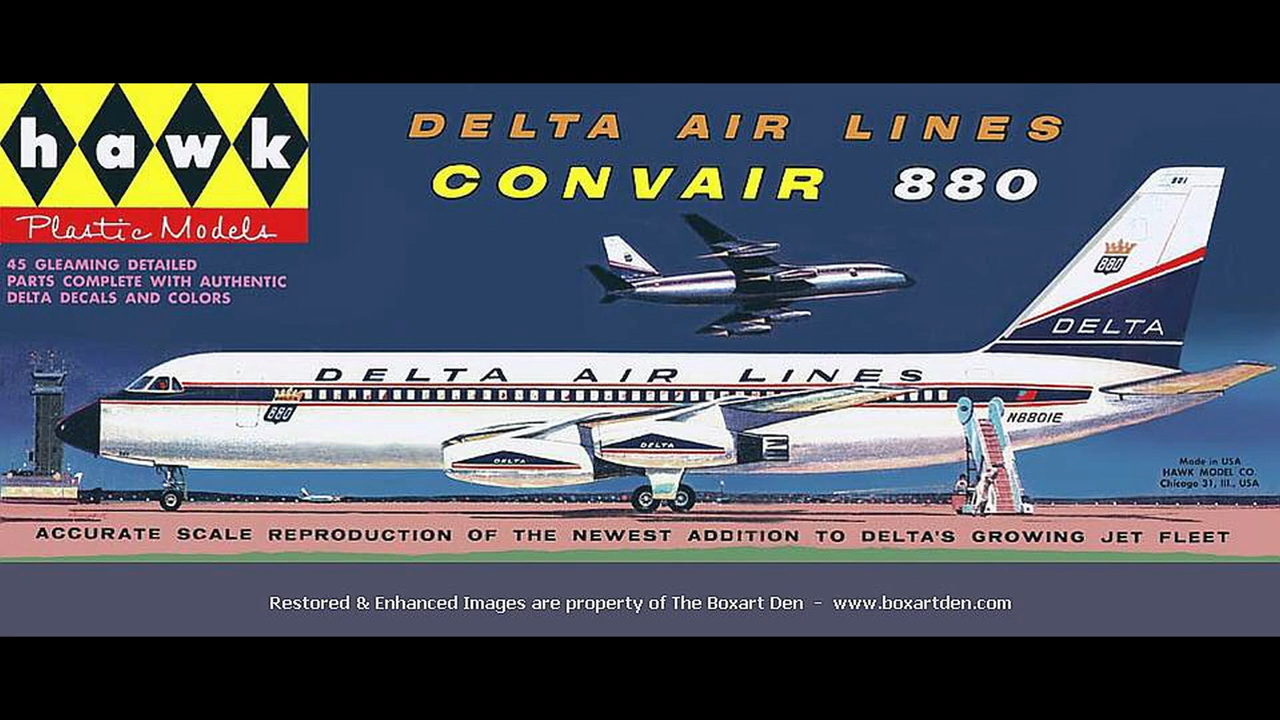 hawk
Plastic Models
45 GLEAMING DETAILED
PARTS COMPLETE WITH AUTHENTIC
DELTA DECALS AND COLORS
DELTA AIR LINES
CONVAIR 880
801
880
DELTA
DELTA AIR LINES
880
N8801E
DELTA
DELTA
Made in USA
HAWK MODEL CO.
Chicago 31, Ill., USA
ACCURATE SCALE REPRODUCTION OF THE NEWEST ADDITION TO DELTA'S GROWING JET FLEET
Restored & Enhanced Images are property of The Boxart Den - www.boxartden.com